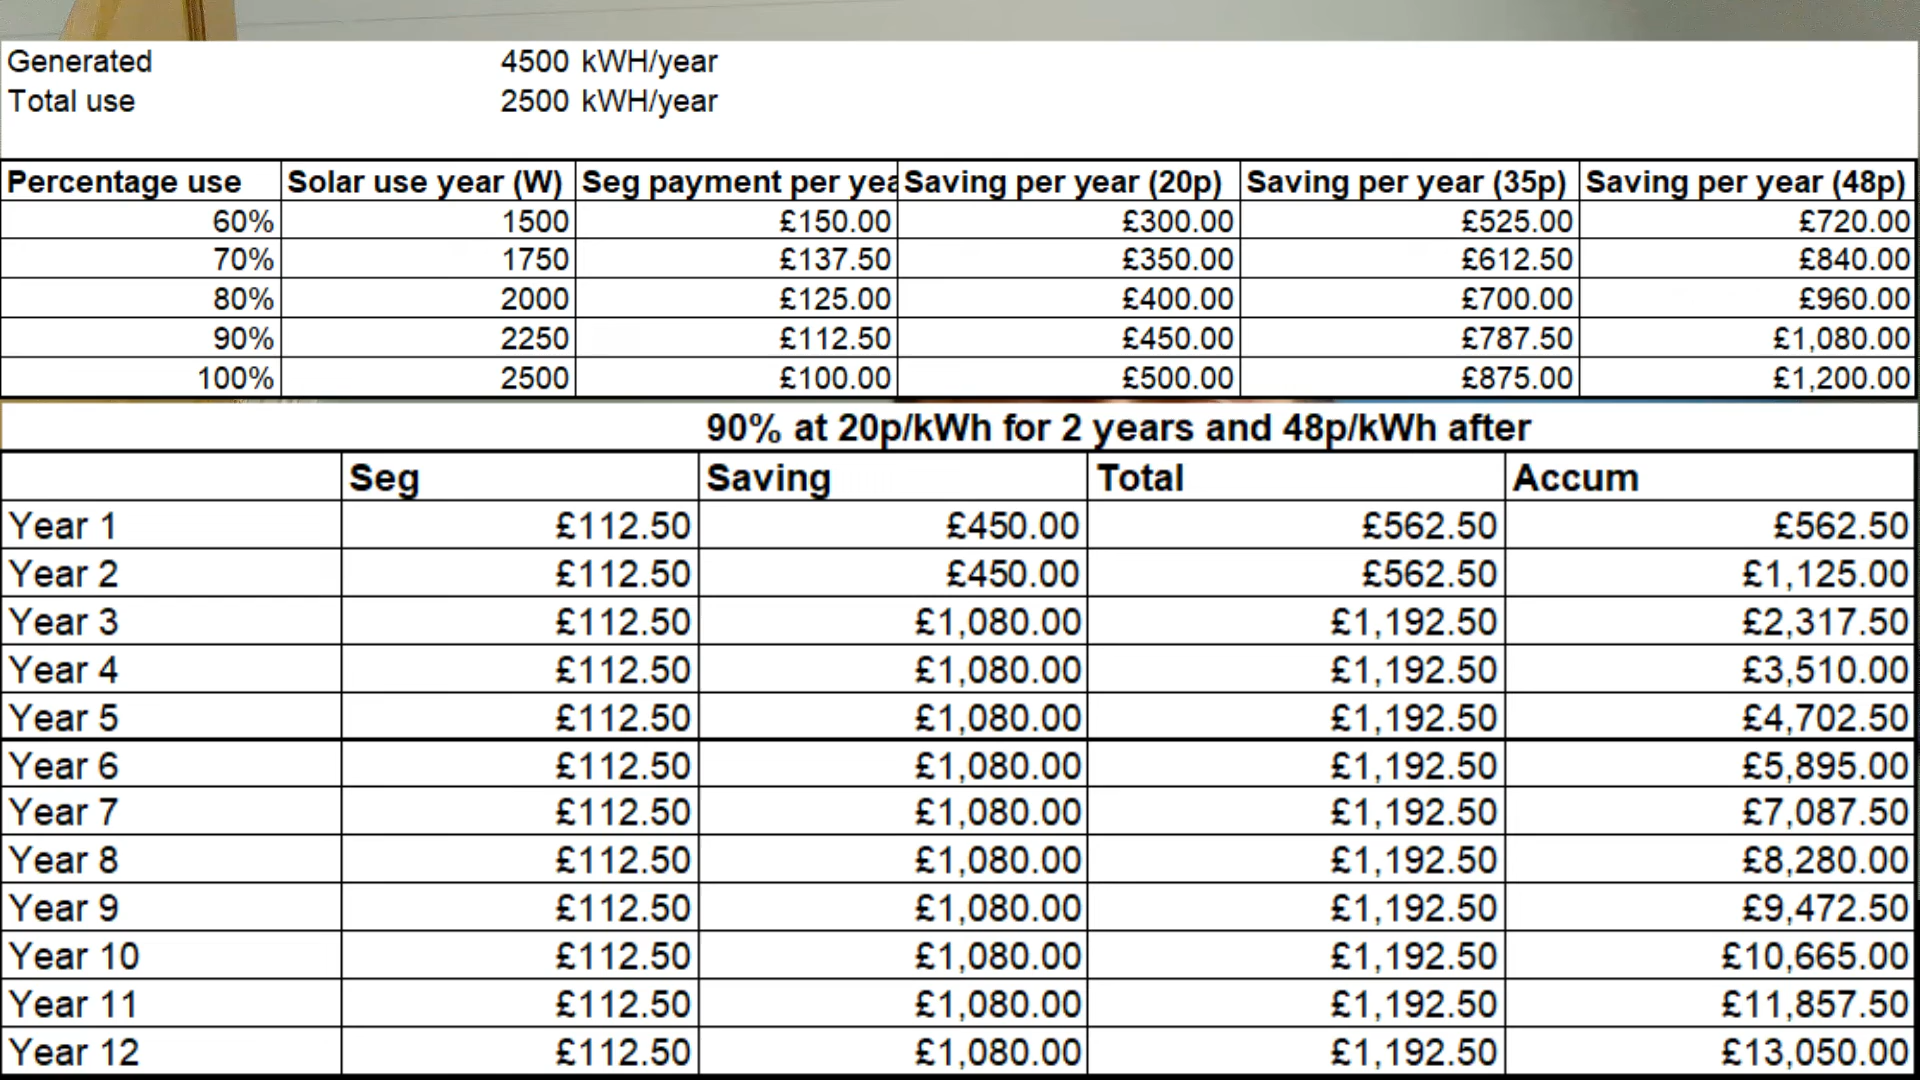 Generated 4500 kWH/year
Total use 2500 kWH/year
Percentage use Solar use year (W) Seg payment per yea Saving per year (20p) Saving per year (35p) Saving per year (48p)
60% 1500 £150.00 £300.00 £525.00 £720.00
70% 1750 £137.50 £350.00 £612.50 £840.00
80% 2000 £125.00 £400.00 £700.00 £960.00
90% 2250 £112.50 £450.00 £787.50 £1,080.00
100% 2500 £100.00 £500.00 £875.00 £1,200.00
90% at 20p/kWh for 2 years and 48p/kWh after
Seg Saving Total Accum
Year 1 £112.50 £450.00 £562.50 £562.50
Year 2 £112.50 £450.00 £562.50 £1,125.00
Year 3 £112.50 £1,080.00 £1,192.50 £2,317.50
Year 4 £112.50 £1,080.00 £1,192.50 £3,510.00
Year 5 £112.50 £1,080.00 £1,192.50 £4,702.50
Year 6 £112.50 £1,080.00 £1,192.50 £5,895.00
Year 7 £112.50 £1,080.00 £1,192.50 £7,087.50
Year 8 £112.50 £1,080.00 £1,192.50 £8,280.00
Year 9 £112.50 £1,080.00 £1,192.50 £9,472.50
Year 10 £112.50 £1,080.00 £1,192.50 £10,665.00
Year 11 £112.50 £1,080.00 £1,192.50 £11,857.50
Year 12 £112.50 £1,080.00 £1,192.50 £13,050.00